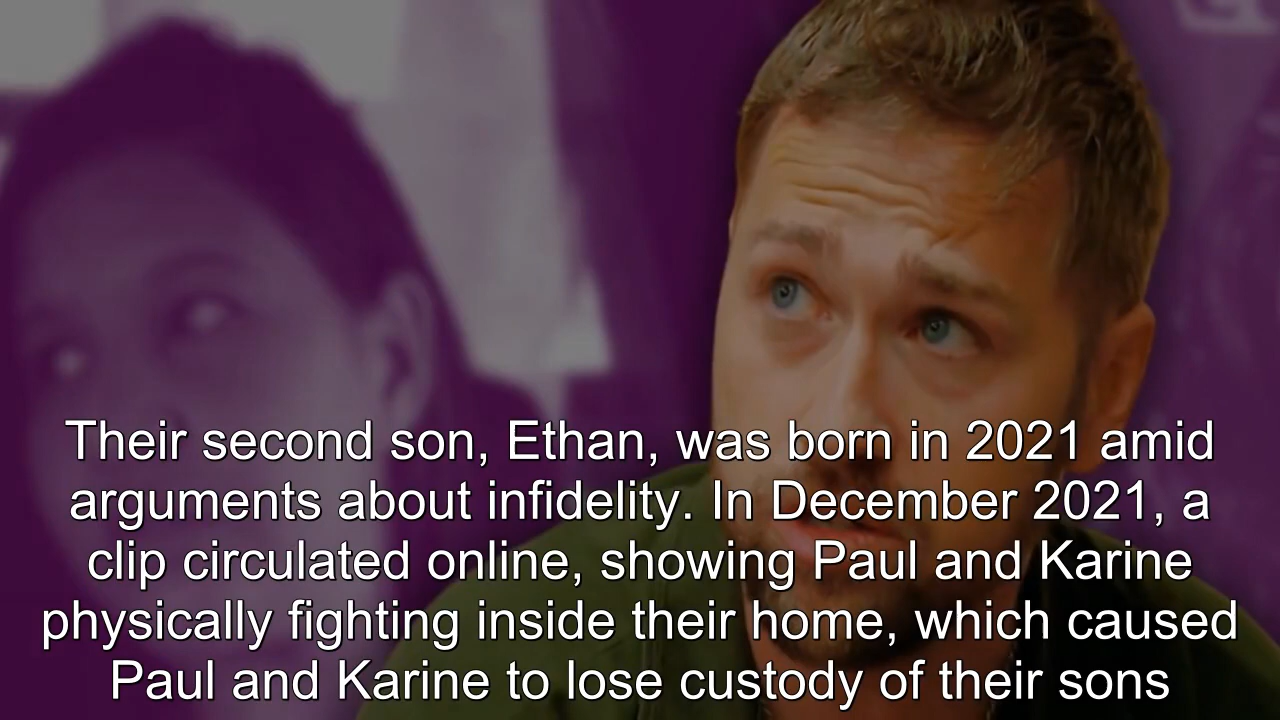 Their second son, Ethan, was born in 2021 amid
arguments about infidelity. In December 2021, a
clip circulated online, showing Paul and Karine
physically fighting inside their home, which caused
Paul and Karine to lose custody of their sons